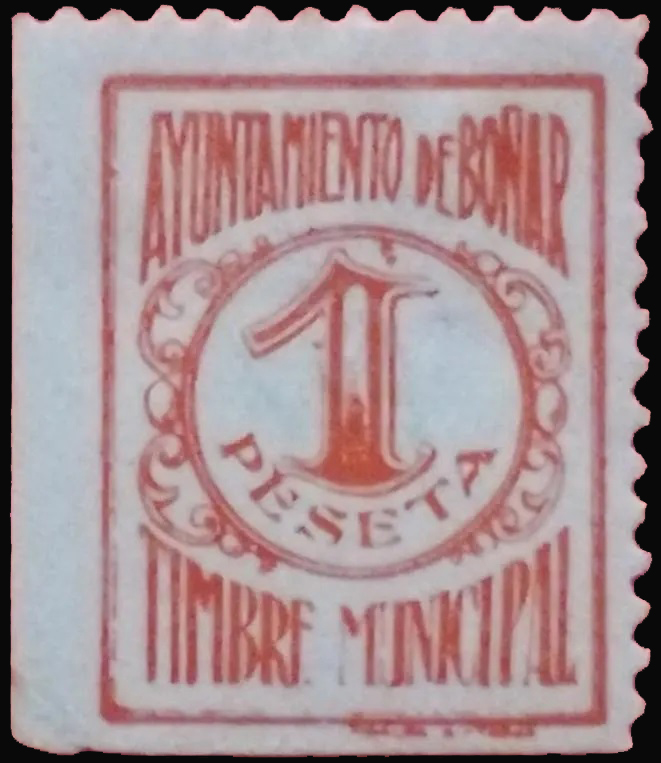 AYUNTAMIENTO DE BOÑAR
1
PESETA
TIMBRE MUNICIPAL